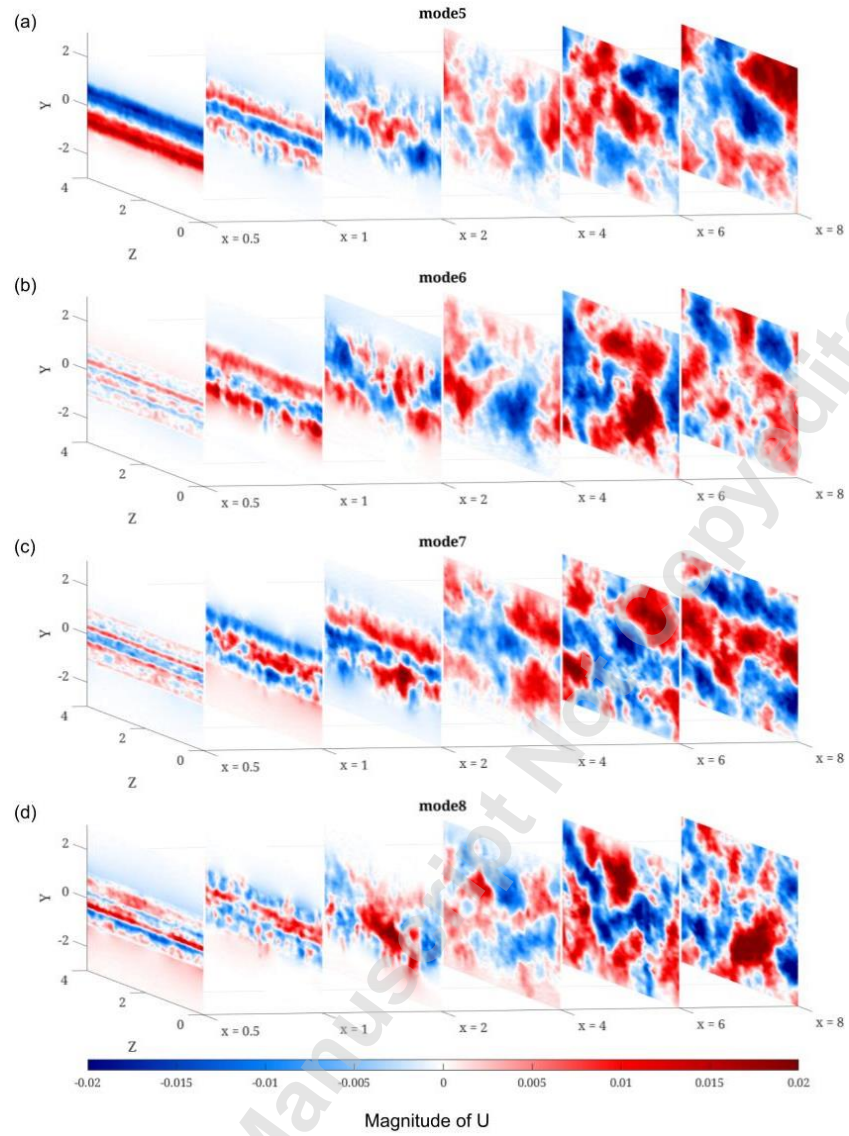 (a)
mode5
2
0
-2
4
Y
2
0
Z
x = 0.5
x = 1
x = 2
x = 4
x = 6
x = 8
(b)
mode6
2
0
-2
4
Y
2
0
Z
x = 0.5
x = 1
x = 2
x = 4
x = 6
x = 8
(c)
mode7
2
0
-2
4
Y
2
0
Z
x = 0.5
x = 1
x = 2
x = 4
x = 6
x = 8
(d)
mode8
2
0
-2
4
Y
2
0
Z
x = 0.5
x = 1
x = 2
x = 4
x = 6
x = 8
-0.02 -0.015 -0.01 -0.005 0 0.005 0.01 0.015 0.02
Magnitude of U
Manuscript Not Copyedite